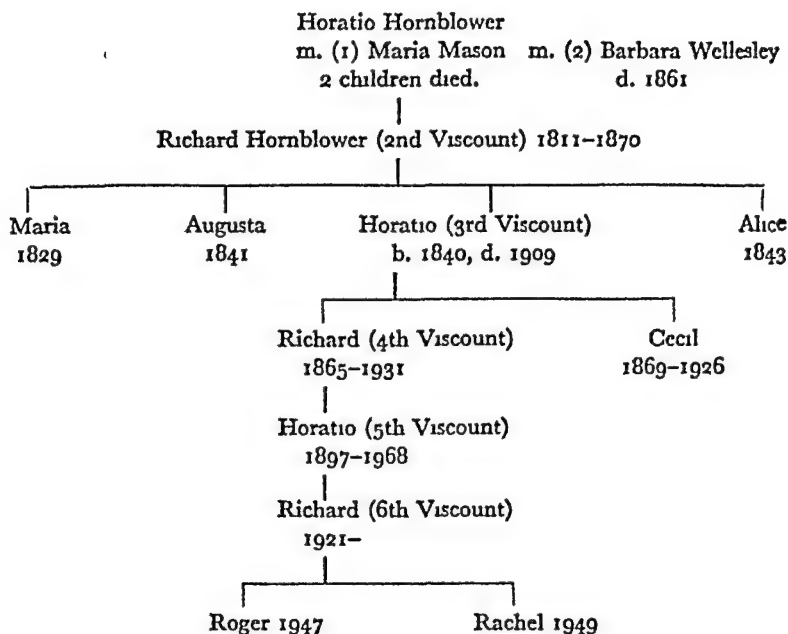 Horatio Hornblower
m. (1) Maria Mason m. (2) Barbara Wellesley
2 children died. d. 1861
Richard Hornblower (2nd Viscount) 1811–1870
Maria Augusta Horatio (3rd Viscount) Alice
1829 1841 b. 1840, d. 1909 1843
Richard (4th Viscount) Cecil
1865–1931 1869–1926
Horatio (5th Viscount)
1897–1968
Richard (6th Viscount)
1921–
Roger 1947 Rachel 1949